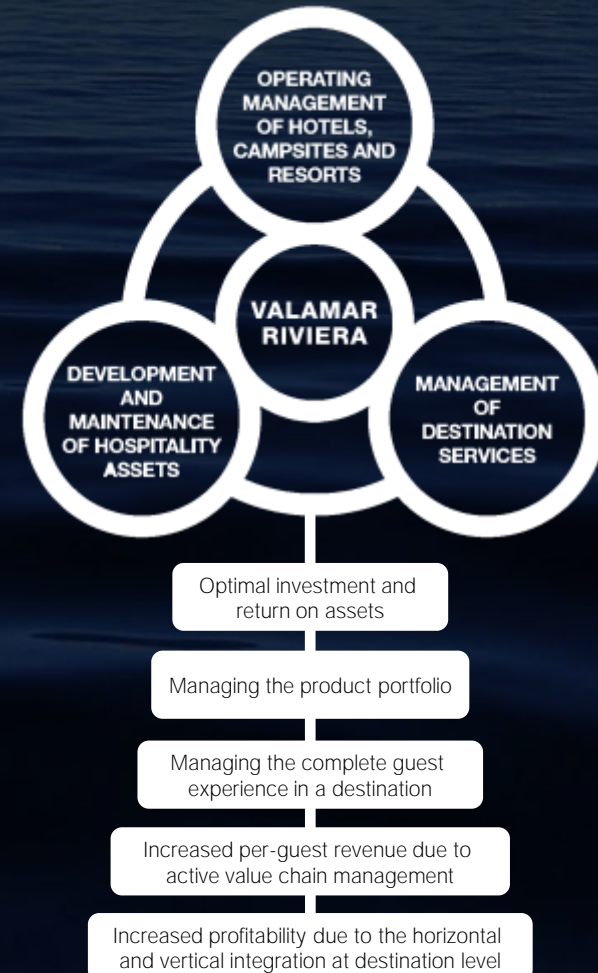 OPERATING
MANAGEMENT
OF HOTELS,
CAMPSITES AND
RESORTS
VALAMAR
RIVIERA
DEVELOPMENT
AND
MAINTENANCE
OF HOSPITALITY
ASSETS
MANAGEMENT
OF
DESTINATION
SERVICES
Optimal investment and
return on assets
Managing the product portfolio
Managing the complete guest
experience in a destination
Increased per-guest revenue due to
active value chain management
Increased profitability due to the horizontal
and vertical integration at destination level